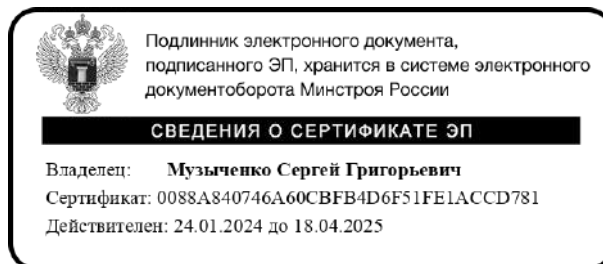 Подлинник электронного документа,
подписанного ЭП, хранится в системе электронного
документоборота Минстроя России
СВЕДЕНИЯ О СЕРТИФИКАТЕ ЭП
Владелец: Музыченко Сергей Григорьевич
Сертификат: 0088A840746A60CBFB4D6F51FE1ACCD781
Действителен: 24.01.2024 до 18.04.2025